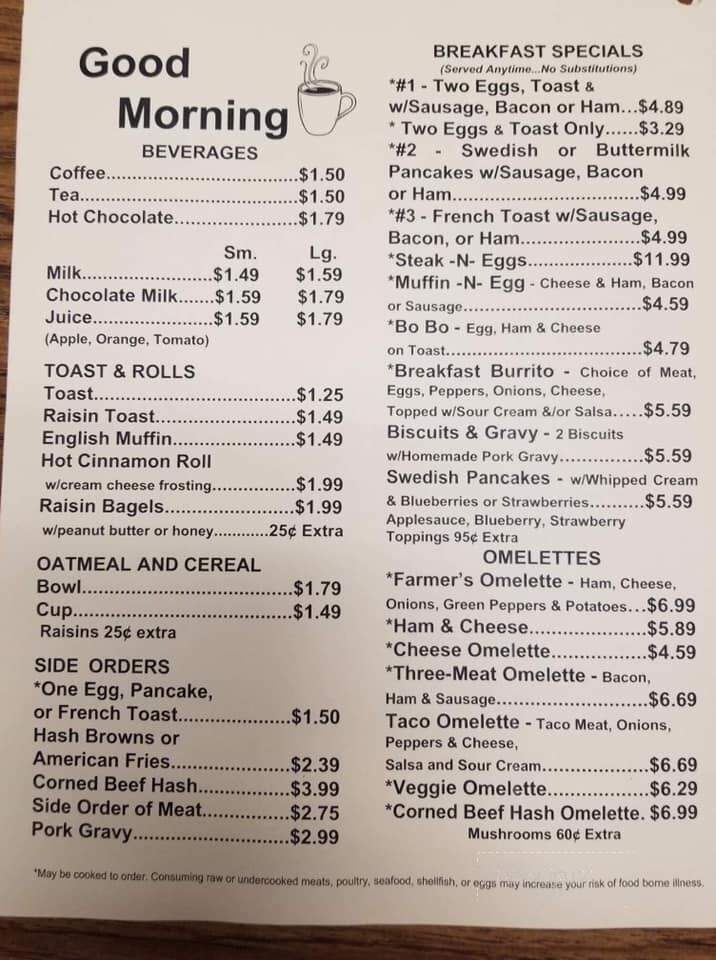 Good
Morning
BEVERAGES
Coffee....................................$1.50
Tea.........................................$1.50
Hot Chocolate.......................$1.79
Sm. Lg.
Milk........................$1.49 $1.59
Chocolate Milk.......$1.59 $1.79
Juice......................$1.59 $1.79
(Apple, Orange, Tomato)
TOAST & ROLLS
Toast......................................$1.25
Raisin Toast..........................$1.49
English Muffin.......................$1.49
Hot Cinnamon Roll
w/cream cheese frosting................$1.99
Raisin Bagels.........................$1.99
w/peanut butter or honey............25¢ Extra
OATMEAL AND CEREAL
Bowl.......................................$1.79
Cup.........................................$1.49
Raisins 25¢ extra
SIDE ORDERS
*One Egg, Pancake,
or French Toast.....................$1.50
Hash Browns or
American Fries......................$2.39
Corned Beef Hash.................$3.99
Side Order of Meat................$2.75
Pork Gravy.............................$2.99
BREAKFAST SPECIALS
(Served Anytime...No Substitutions)
*#1 - Two Eggs, Toast &
w/Sausage, Bacon or Ham...$4.89
* Two Eggs & Toast Only......$3.29
*#2 - Swedish or Buttermilk
Pancakes w/Sausage, Bacon
or Ham..................................$4.99
*#3 - French Toast w/Sausage,
Bacon, or Ham.....................$4.99
*Steak -N- Eggs...................$11.99
*Muffin -N- Egg - Cheese & Ham, Bacon
or Sausage.................................$4.59
*Bo Bo - Egg, Ham & Cheese
on Toast.....................................$4.79
*Breakfast Burrito - Choice of Meat,
Eggs, Peppers, Onions, Cheese,
Topped w/Sour Cream &/or Salsa.....$5.59
Biscuits & Gravy - 2 Biscuits
w/Homemade Pork Gravy...............$5.59
Swedish Pancakes - w/Whipped Cream
& Blueberries or Strawberries..........$5.59
Applesauce, Blueberry, Strawberry
Toppings 95¢ Extra
OMELETTES
*Farmer's Omelette - Ham, Cheese,
Onions, Green Peppers & Potatoes...$6.99
*Ham & Cheese......................$5.89
*Cheese Omelette..................$4.59
*Three-Meat Omelette - Bacon,
Ham & Sausage..................................$6.69
Taco Omelette - Taco Meat, Onions,
Peppers & Cheese,
Salsa and Sour Cream....................$6.69
*Veggie Omelette...................$6.29
*Corned Beef Hash Omelette. $6.99
Mushrooms 60¢ Extra
*May be cooked to order. Consuming raw or undercooked meats, poultry, seafood, shellfish, or eggs may increase your risk of food borne illness.